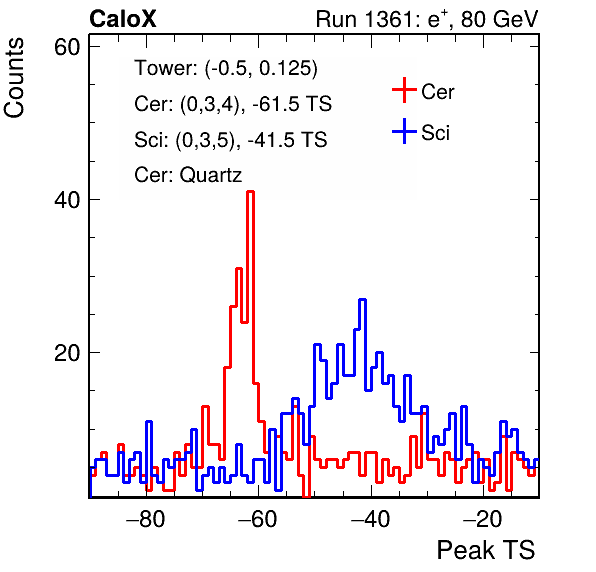 CaloX Run 1361: e⁺, 80 GeV
Counts
60
40
20
Tower: (-0.5, 0.125)
Cer: (0,3,4), -61.5 TS
Sci: (0,3,5), -41.5 TS
Cer: Quartz
Cer
Sci
−80 −60 −40 −20
Peak TS